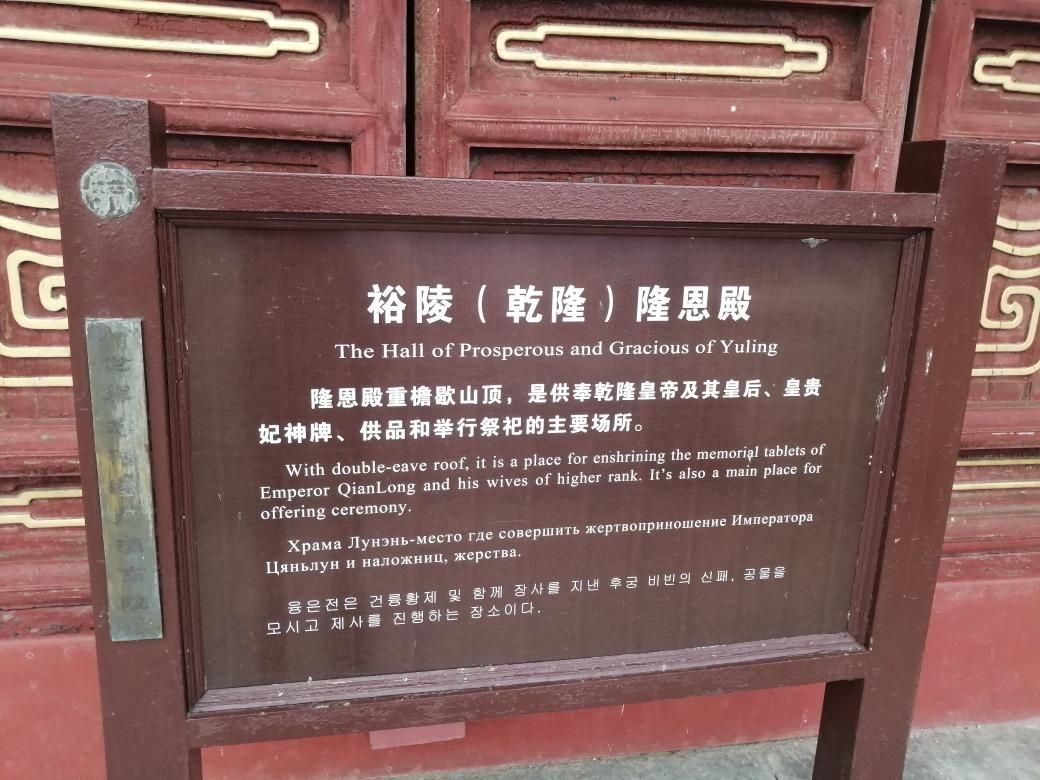 裕陵（乾隆）隆恩殿
The Hall of Prosperous and Gracious of Yuling
隆恩殿重檐歇山顶，是供奉乾隆皇帝及其皇后、皇贵
妃神牌、供品和举行祭祀的主要场所。
With double-eave roof, it is a place for enshrining the memorial tablets of
Emperor QianLong and his wives of higher rank. It's also a main place for
offering ceremony.
Храма Лунэнь-место где совершить жертвоприношение Императора
Цяньлун и наложниц, жерства.
융은전은 건륭황제 및 함께 장사를 지낸 후궁 비빈의 신패, 공물을
모시고 제사를 진행하는 장소이다.